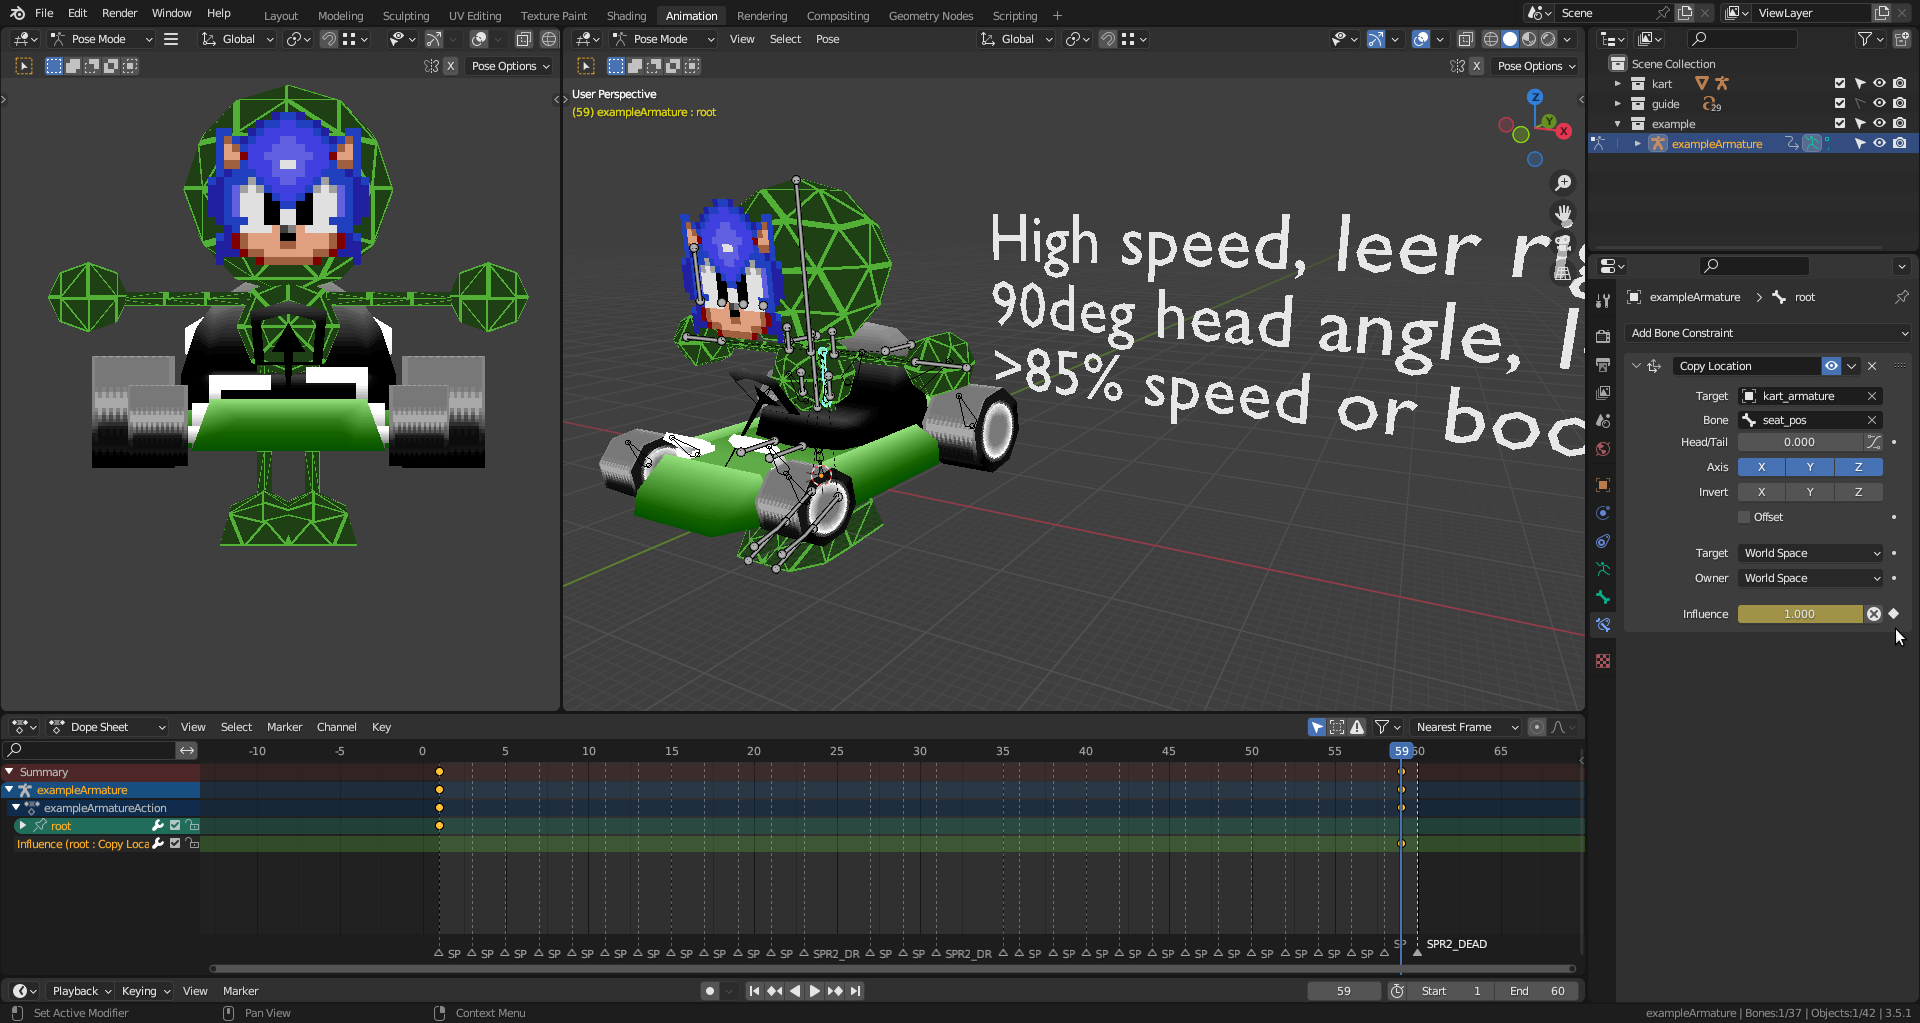 File Edit Render Window Help Layout Modeling Sculpting UV Editing Texture Paint Shading Animation Rendering Compositing Geometry Nodes Scripting + Scene ViewLayer
Pose Mode Global Pose Mode View Select Pose Global
X Pose Options X Pose Options
User Perspective
(59) exampleArmature : root
Z
Y
X
High speed, leer
90deg head angle,
>85% speed or
Scene Collection
kart
guide 29
example
exampleArmature
exampleArmature > root
Add Bone Constraint
Copy Location
Target kart_armature
Bone seat_pos
Head/Tail 0.000
Axis X Y Z
Invert X Y Z
Offset
Target World Space
Owner World Space
Influence 1.000
Dope Sheet View Select Marker Channel Key Nearest Frame
-10 -5 0 5 10 15 20 25 30 35 40 45 50 55 59 60 65
Summary
exampleArmature
exampleArmatureAction
root
Influence (root : Copy Loca
SPR2_DEAD
SP SP SP SP SP SP SP SP SP SP SP SPR2_DR SP SP SPR2_DR SP SP SP SP SP SP SP SP SP SP SP SP
Playback Keying View Marker 59 Start 1 End 60
Set Active Modifier Pan View Context Menu exampleArmature | Bones:1/37 | Objects:1/42 | 3.5.1